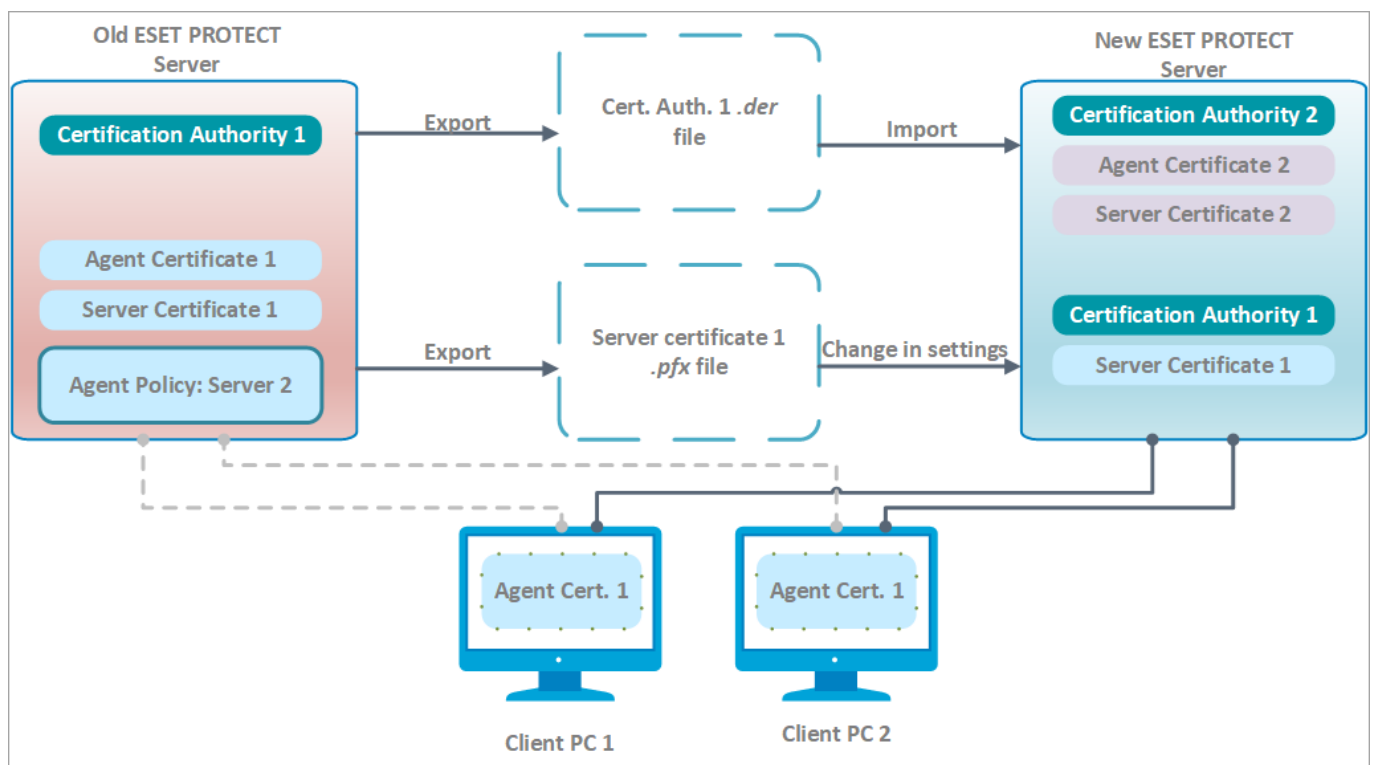 Old ESET PROTECT
Server
Certification Authority 1
Agent Certificate 1
Server Certificate 1
Agent Policy: Server 2
Export
Cert. Auth. 1 .der
file
Import
Export
Server certificate 1
.pfx file
Change in settings
New ESET PROTECT
Server
Certification Authority 2
Agent Certificate 2
Server Certificate 2
Certification Authority 1
Server Certificate 1
Agent Cert. 1
Client PC 1
Agent Cert. 1
Client PC 2